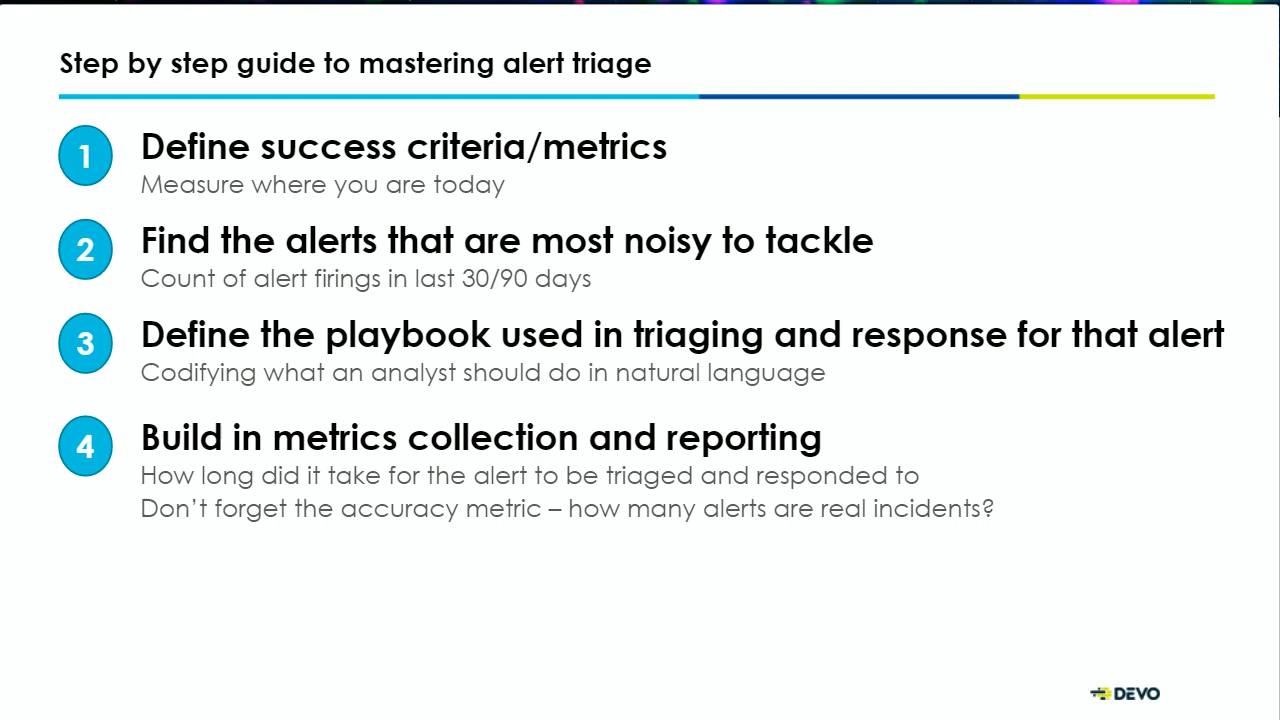 Step by step guide to mastering alert triage
1
Define success criteria/metrics
Measure where you are today
2
Find the alerts that are most noisy to tackle
Count of alert firings in last 30/90 days
3
Define the playbook used in triaging and response for that alert
Codifying what an analyst should do in natural language
4
Build in metrics collection and reporting
How long did it take for the alert to be triaged and responded to
Don’t forget the accuracy metric – how many alerts are real incidents?
DEVO